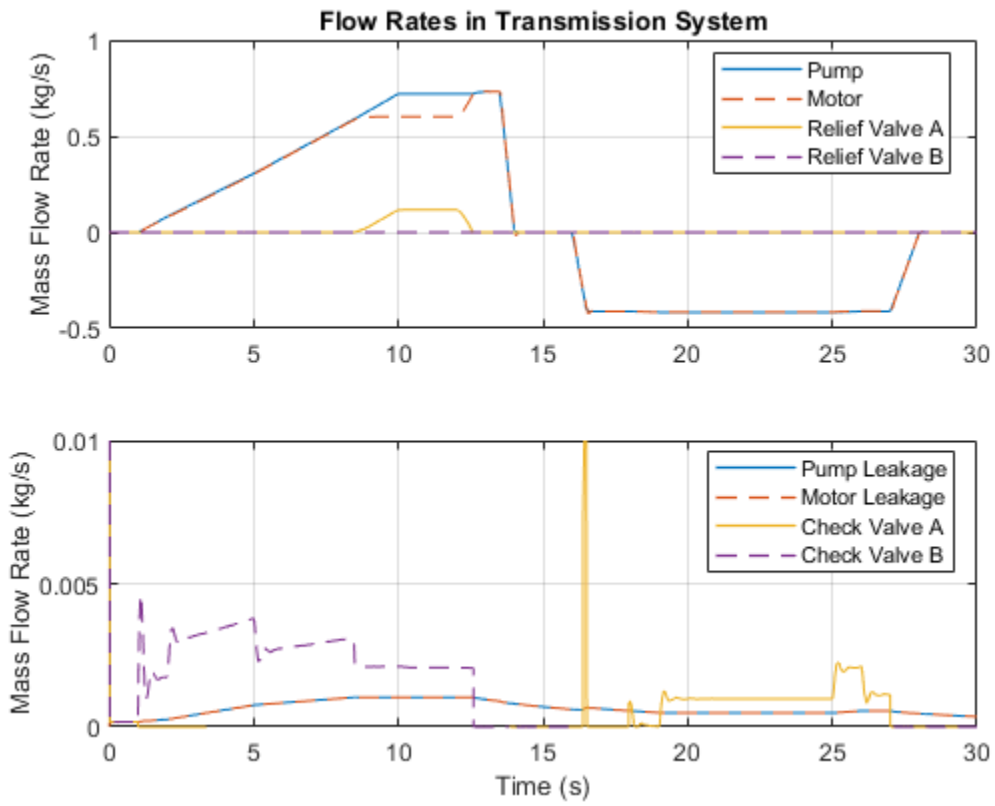 Flow Rates in Transmission System
Mass Flow Rate (kg/s)
1
0.5
0
-0.5
Pump
Motor
Relief Valve A
Relief Valve B
0 5 10 15 20 25 30
Mass Flow Rate (kg/s)
0.01
0.005
0
Pump Leakage
Motor Leakage
Check Valve A
Check Valve B
0 5 10 15 20 25 30
Time (s)